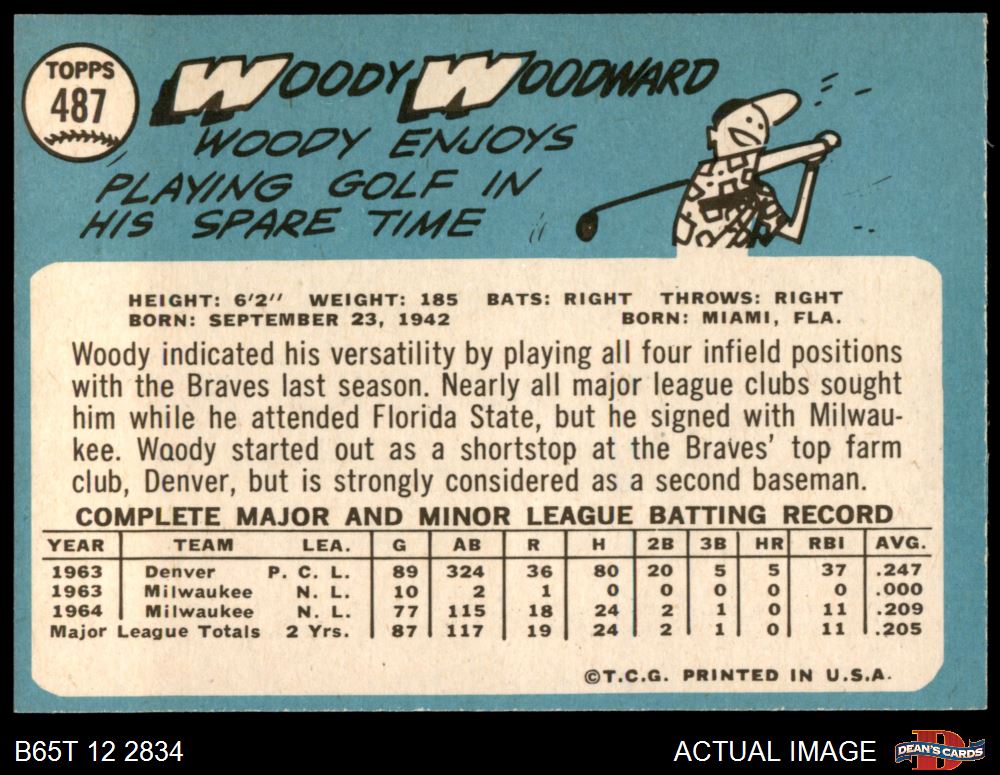 TOPPS
487
WOODY WOODWARD
WOODY ENJOYS
PLAYING GOLF IN
HIS SPARE TIME
HEIGHT: 6'2" WEIGHT: 185 BATS: RIGHT THROWS: RIGHT
BORN: SEPTEMBER 23, 1942 BORN: MIAMI, FLA.
Woody indicated his versatility by playing all four infield positions
with the Braves last season. Nearly all major league clubs sought
him while he attended Florida State, but he signed with Milwau-
kee. Woody started out as a shortstop at the Braves' top farm
club, Denver, but is strongly considered as a second baseman.
COMPLETE MAJOR AND MINOR LEAGUE BATTING RECORD
YEAR TEAM LEA. G AB R H 2B 3B HR RBI AVG.
1963 Denver P. C. L. 89 324 36 80 20 5 5 37 .247
1963 Milwaukee N. L. 10 2 1 0 0 0 0 0 .000
1964 Milwaukee N. L. 77 115 18 24 2 1 0 11 .209
Major League Totals 2 Yrs. 87 117 19 24 2 1 0 11 .205
©T.C.G. PRINTED IN U.S.A.
B65T 12 2834 ACTUAL IMAGE DEAN'S CARDS